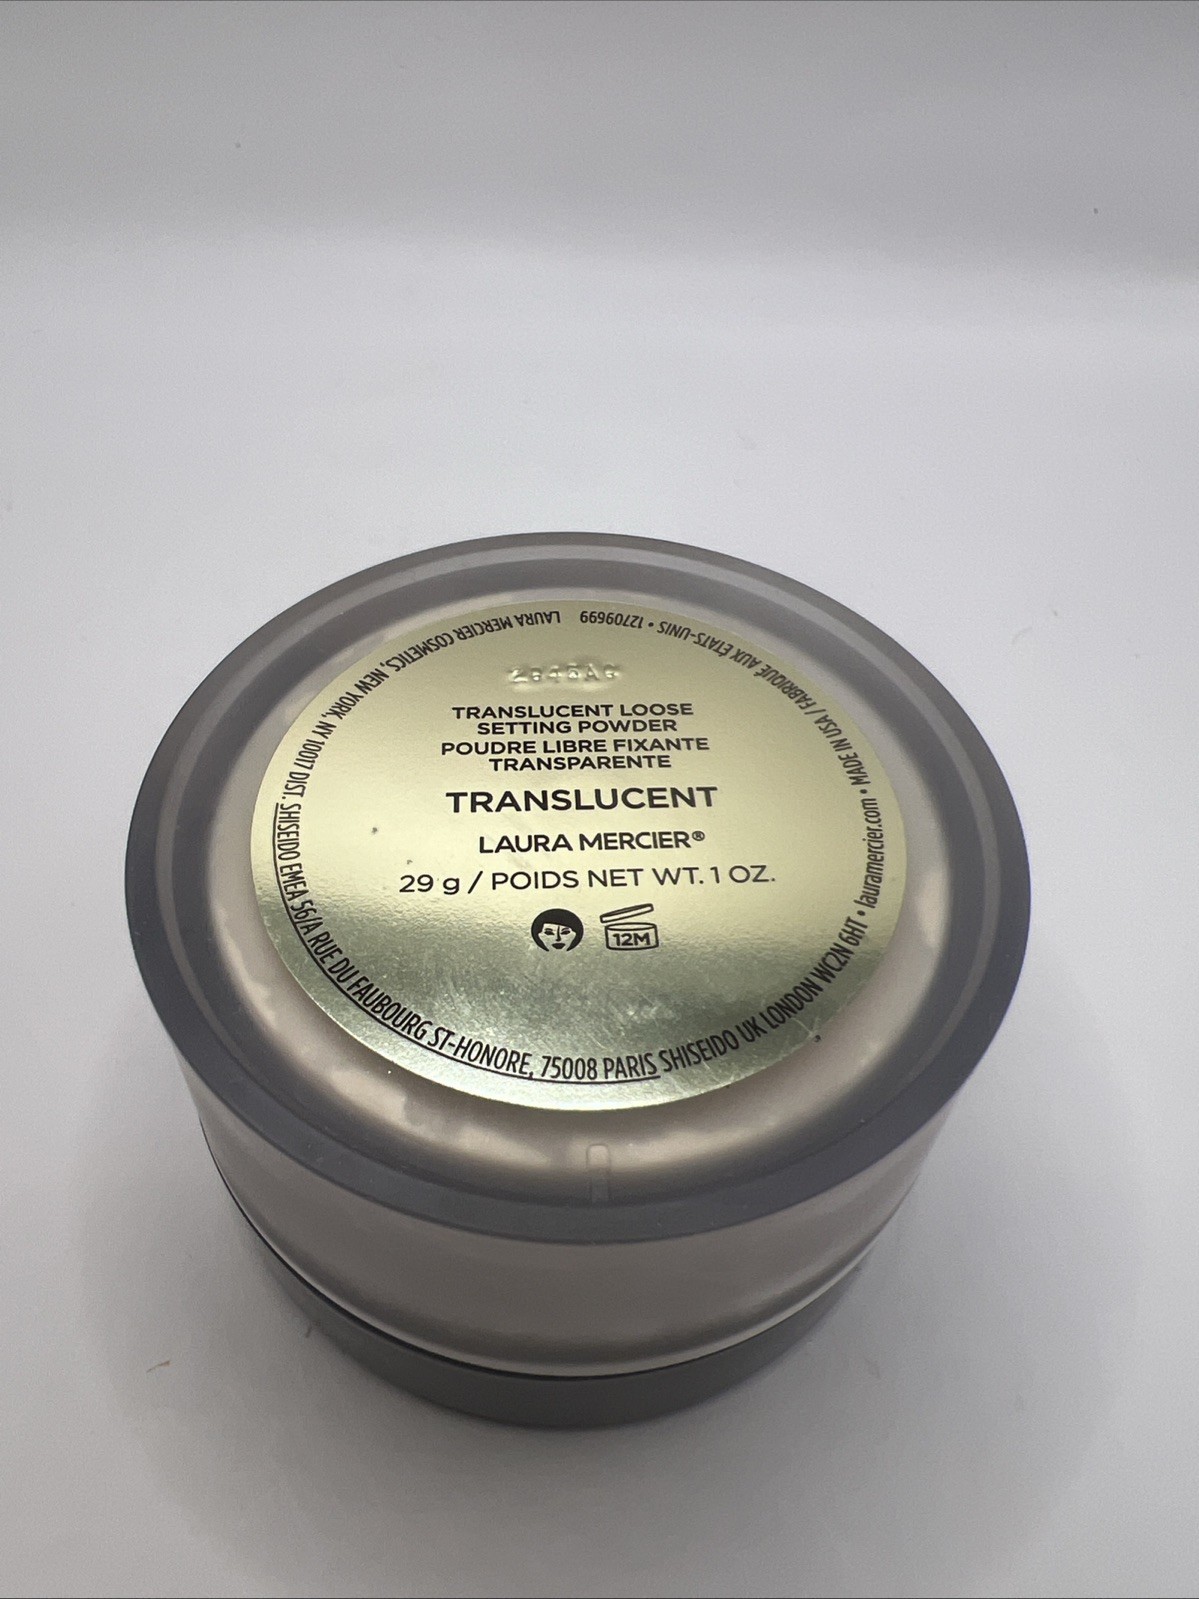 TRANSLUCENT LOOSE
SETTING POWDER
POUDRE LIBRE FIXANTE
TRANSPARENTE
TRANSLUCENT
LAURA MERCIER®
29 g / POIDS NET WT. 1 OZ.
12M
LAURA MERCIER COSMETICS, NEW YORK, NY 10017 DIST. SHISEIDO EMEA 56/A RUE DU FAUBOURG ST-HONORE, 75008 PARIS SHISEIDO UK LONDON WC2N 6HT • lauramercier.com • MADE IN USA / FABRIQUÉ AUX ÉTATS-UNIS • 12709699